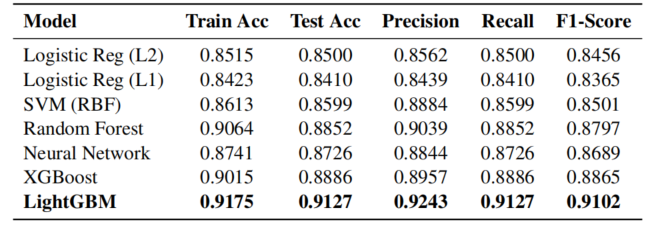 Model Train Acc Test Acc Precision Recall F1-Score
Logistic Reg (L2) 0.8515 0.8500 0.8562 0.8500 0.8456
Logistic Reg (L1) 0.8423 0.8410 0.8439 0.8410 0.8365
SVM (RBF) 0.8613 0.8599 0.8884 0.8599 0.8501
Random Forest 0.9064 0.8852 0.9039 0.8852 0.8797
Neural Network 0.8741 0.8726 0.8844 0.8726 0.8689
XGBoost 0.9015 0.8886 0.8957 0.8886 0.8865
LightGBM 0.9175 0.9127 0.9243 0.9127 0.9102